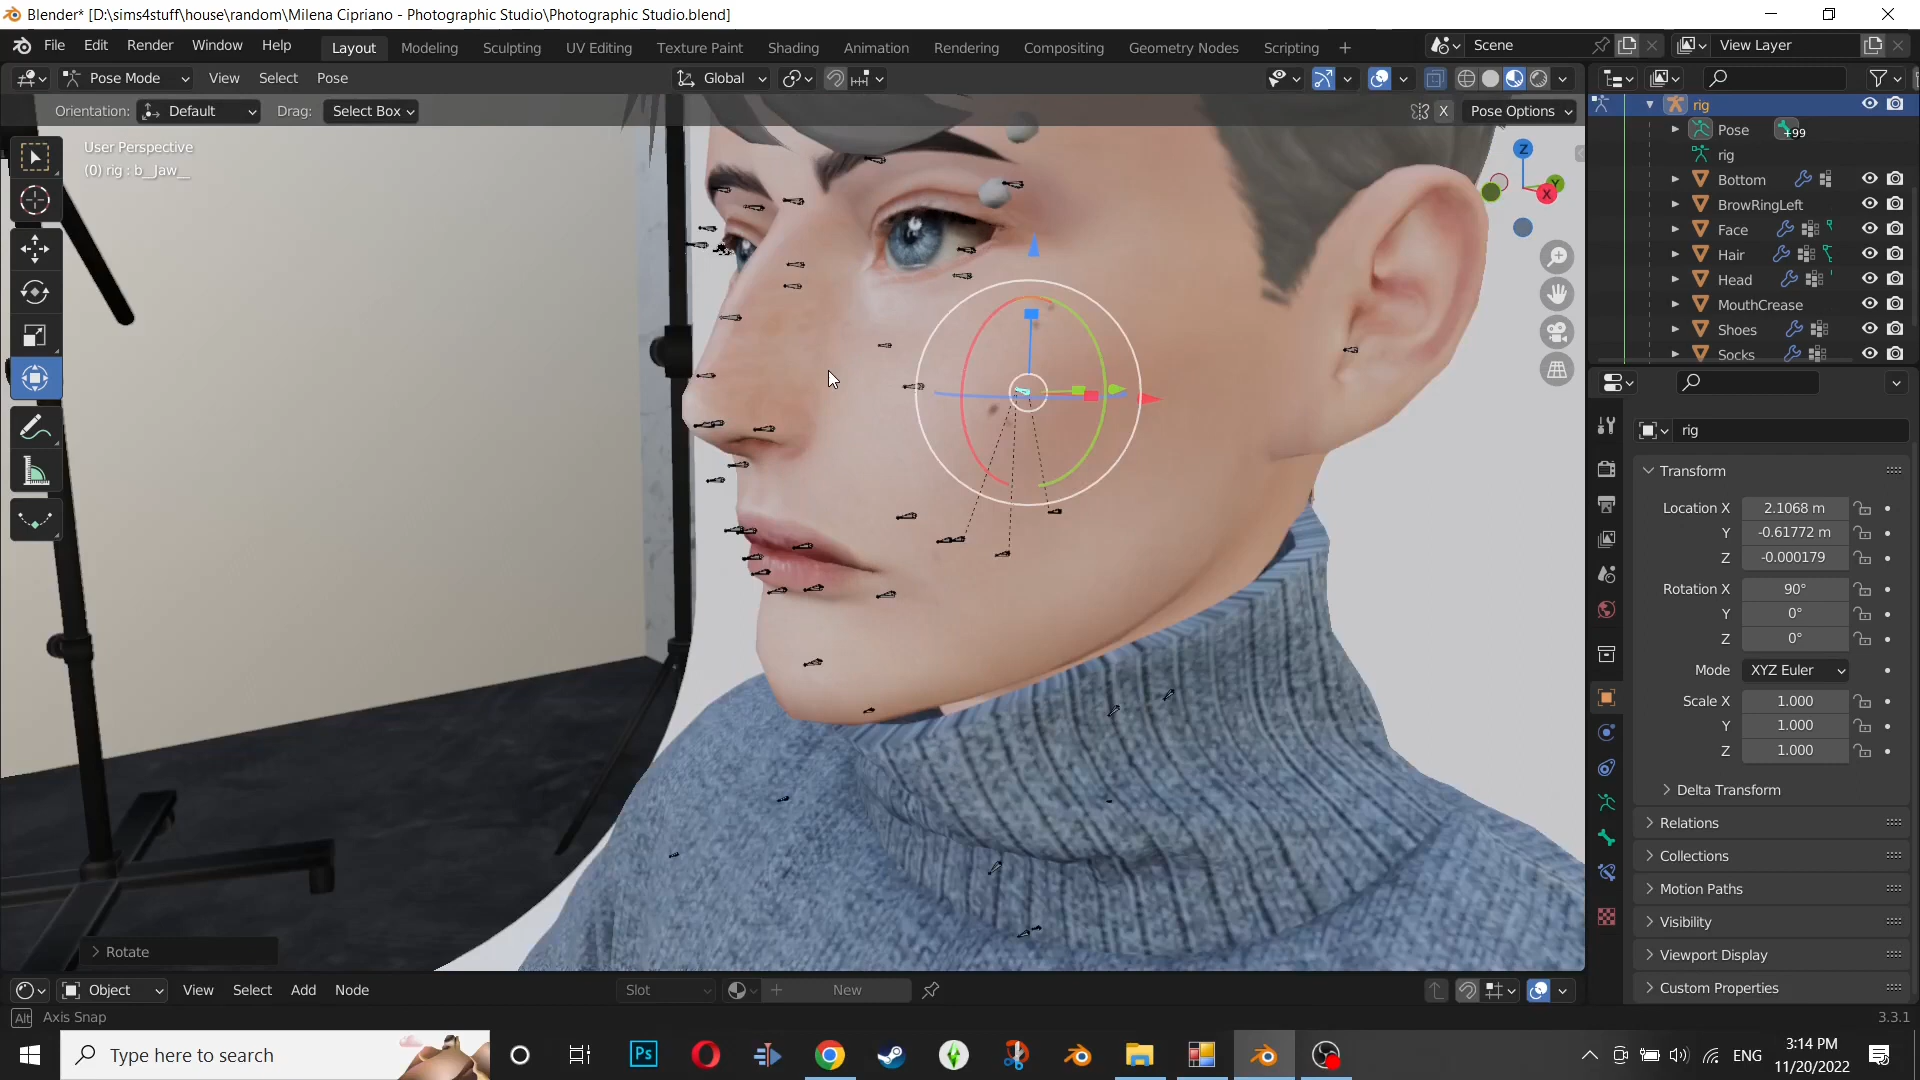 Blender* [D:\sims4stuff\house\random\Milena Cipriano - Photographic Studio\Photographic Studio.blend]
File Edit Render Window Help Layout Modeling Sculpting UV Editing Texture Paint Shading Animation Rendering Compositing Geometry Nodes Scripting + Scene View Layer
Pose Mode View Select Pose Global
Orientation: Default Drag: Select Box X Pose Options
User Perspective
(0) rig : b__Jaw__
Z
Y
X
rig
Pose +99
rig
Bottom
BrowRingLeft
Face
Hair
Head
MouthCrease
Shoes
Socks
rig
Transform
Location X 2.1068 m
Y -0.61772 m
Z -0.000179
Rotation X 90°
Y 0°
Z 0°
Mode XYZ Euler
Scale X 1.000
Y 1.000
Z 1.000
Delta Transform
Relations
Collections
Motion Paths
Visibility
Viewport Display
Custom Properties
Rotate
Object View Select Add Node Slot New
Alt Axis Snap
3.3.1
Type here to search
Ps
ENG
3:14 PM
11/20/2022